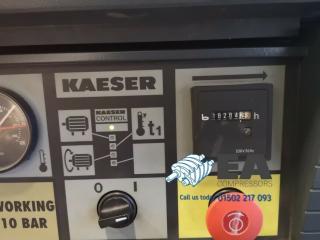 KAESER
KAESER
CONTROL
t1
h
EA
COMPRESSORS
Call us today 01502 217 093
0 I
WORKING
10 BAR